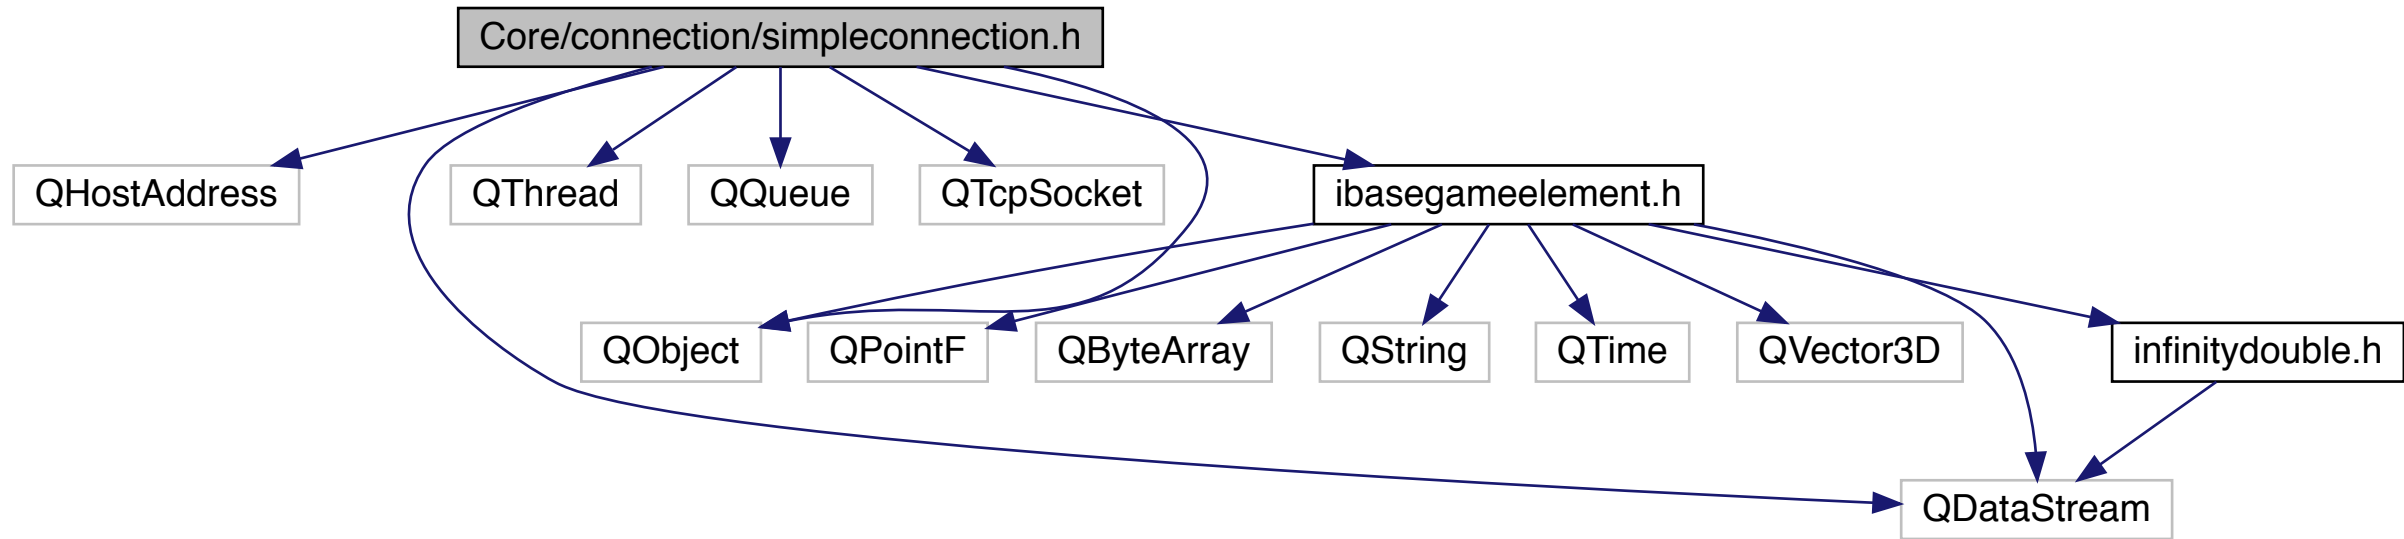 Core/connection/simpleconnection.h
QHostAddress
QThread
QQueue
QTcpSocket
ibasegameelement.h
QObject
QPointF
QByteArray
QString
QTime
QVector3D
infinitydouble.h
QDataStream